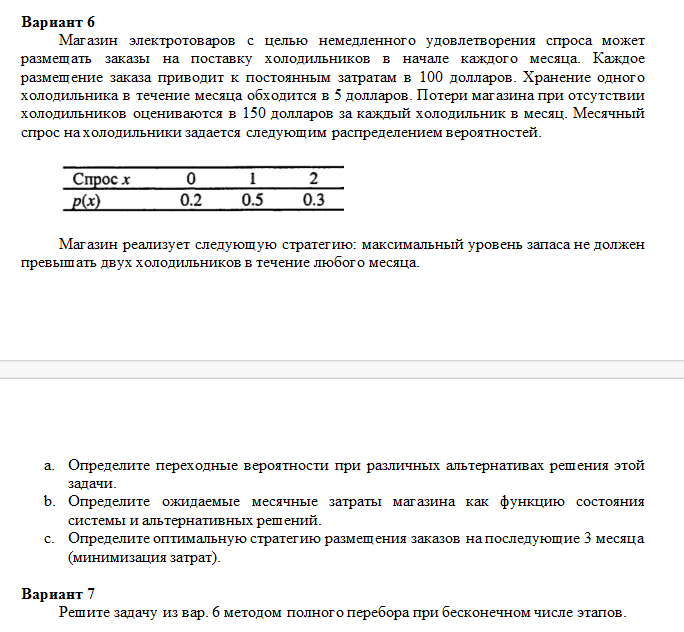 Вариант 6
Магазин электротоваров с целью немедленного удовлетворения спроса может
размещать заказы на поставку холодильников в начале каждого месяца. Каждое
размещение заказа приводит к постоянным затратам в 100 долларов. Хранение одного
холодильника в течение месяца обходится в 5 долларов. Потери магазина при отсутствии
холодильников оцениваются в 150 долларов за каждый холодильник в месяц. Месячный
спрос на холодильники задается следующим распределением вероятностей.
Спрос x 0 1 2
p(x) 0.2 0.5 0.3
Магазин реализует следующую стратегию: максимальный уровень запаса не должен
превышать двух холодильников в течение любого месяца.
a. Определите переходные вероятности при различных альтернативах решения этой
задачи.
b. Определите ожидаемые месячные затраты магазина как функцию состояния
системы и альтернативных решений.
c. Определите оптимальную стратегию размещения заказов на последующие 3 месяца
(минимизация затрат).
Вариант 7
Решите задачу из вар. 6 методом полного перебора при бесконечном числе этапов.